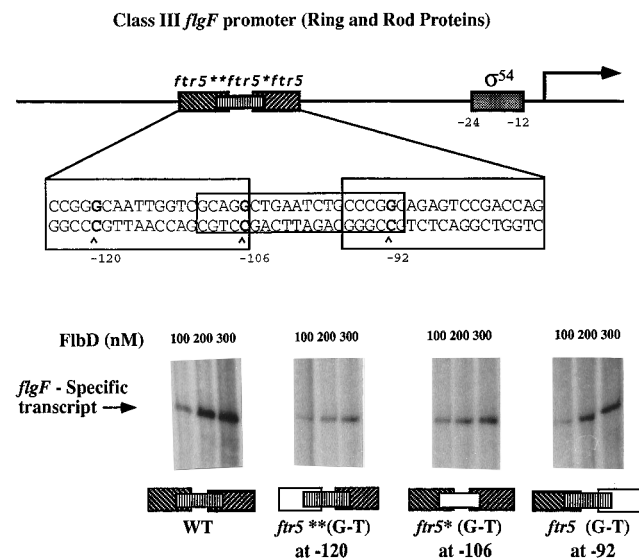 Class III flgF promoter (Ring and Rod Proteins)
ftr5**ftr5*ftr5
σ54
-24 -12
CCGGGCAATTGGTCGCAGGCTGAATCTGCCCGGCAGAGTCCGACCAG
GGCCCGTTAACCAGCGTCCGACTTAGACGGGCCGTCTCAGGCTGGTC
^ ^ ^
-120 -106 -92
FlbD (nM) 100 200 300 100 200 300 100 200 300 100 200 300
flgF - Specific
transcript
WT ftr5 **(G-T) ftr5* (G-T) ftr5 (G-T)
at -120 at -106 at -92